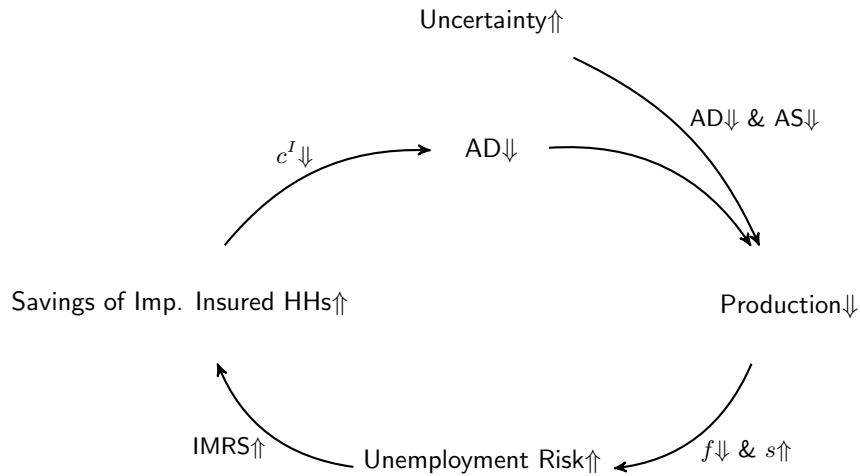 Uncertainty⇑
AD⇓ & AS⇓
c^I⇓
AD⇓
Savings of Imp. Insured HHs⇑
Production⇓
IMRS⇑
Unemployment Risk⇑
f⇓ & s⇑